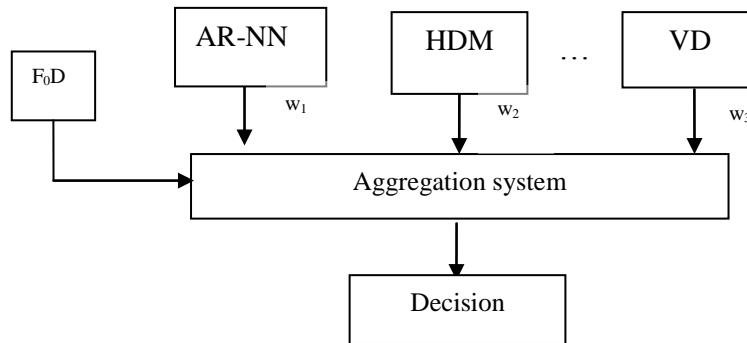 AR-NN
HDM
...
VD
F₀D
w₁
w₂
w₃
Aggregation system
Decision